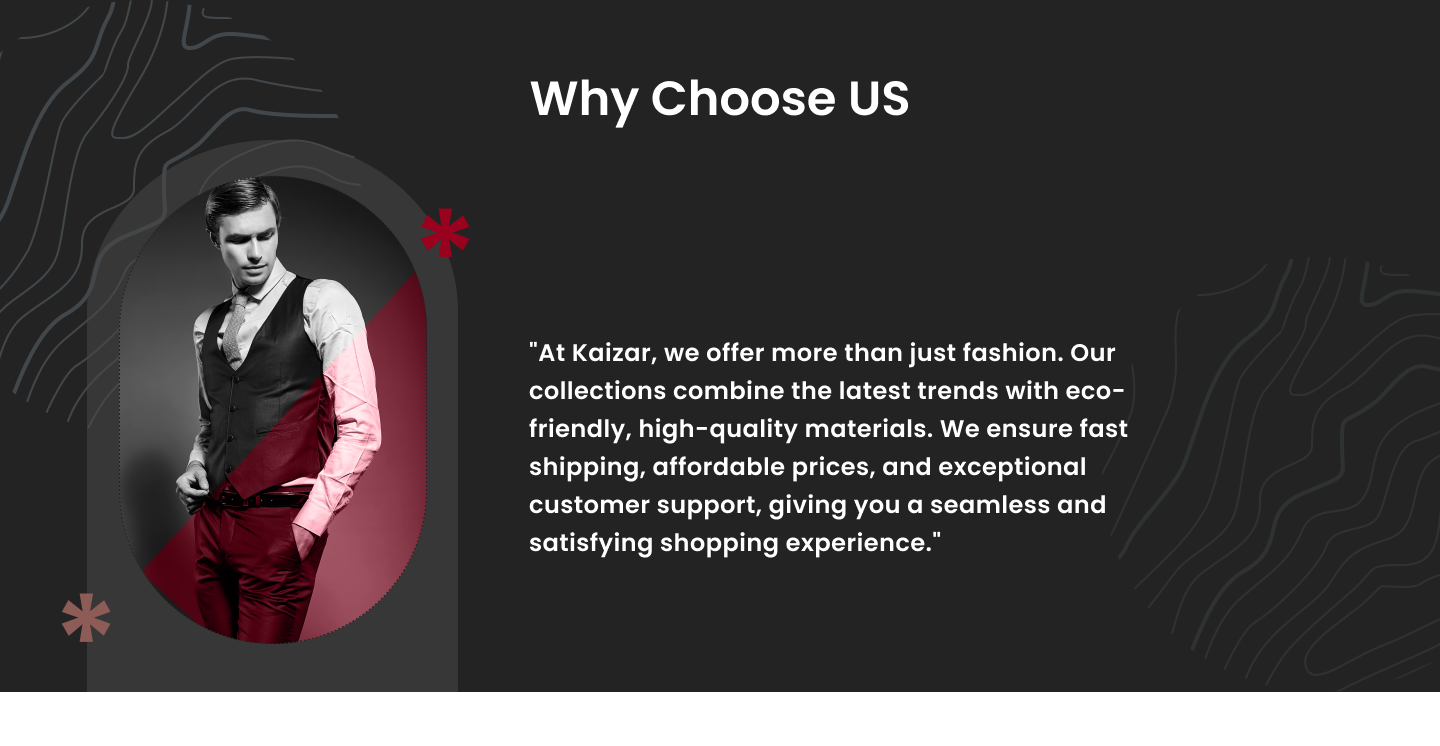 Why Choose US
"At Kaizar, we offer more than just fashion. Our
collections combine the latest trends with eco-
friendly, high-quality materials. We ensure fast
shipping, affordable prices, and exceptional
customer support, giving you a seamless and
satisfying shopping experience."